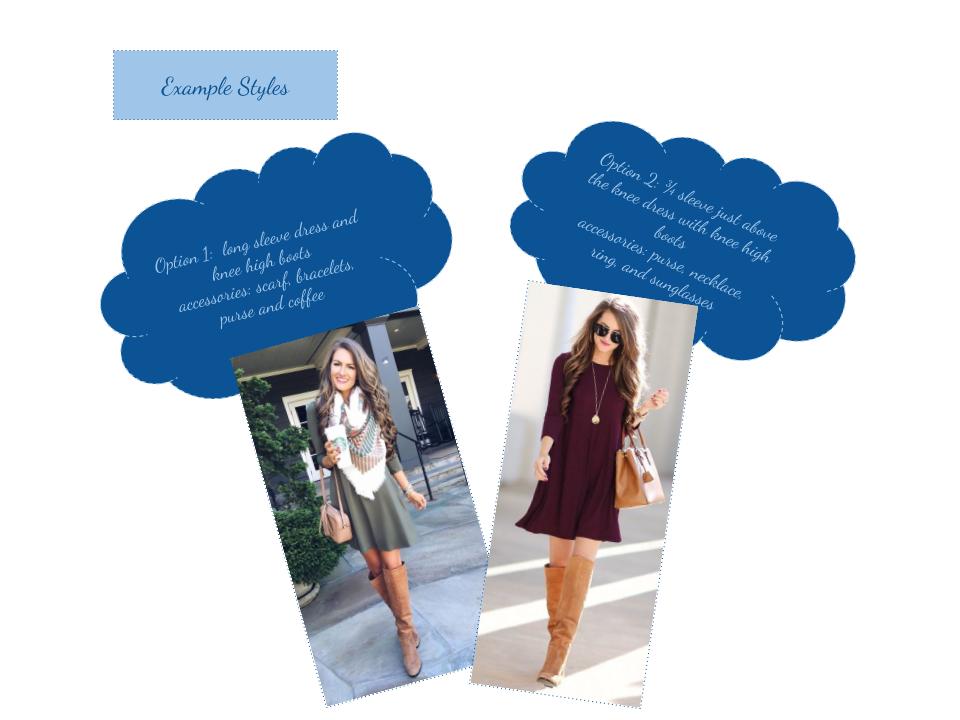 Example Styles
Option 1: long sleeve dress and
knee high boots
accessories: scarf, bracelets,
purse and coffee
Option 2: ¾ sleeve just above
the knee dress with knee high
boots
accessories: purse, necklace,
ring, and sunglasses